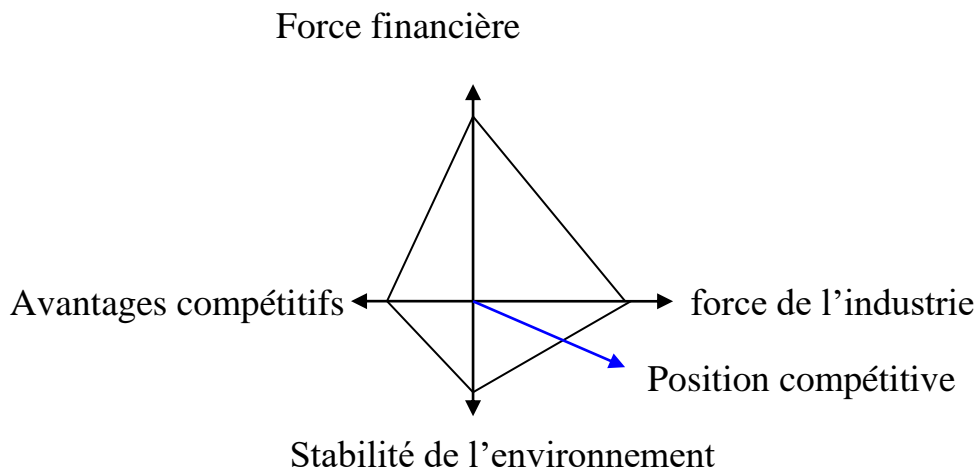 Force financière
Avantages compétitifs
force de l’industrie
Position compétitive
Stabilité de l’environnement